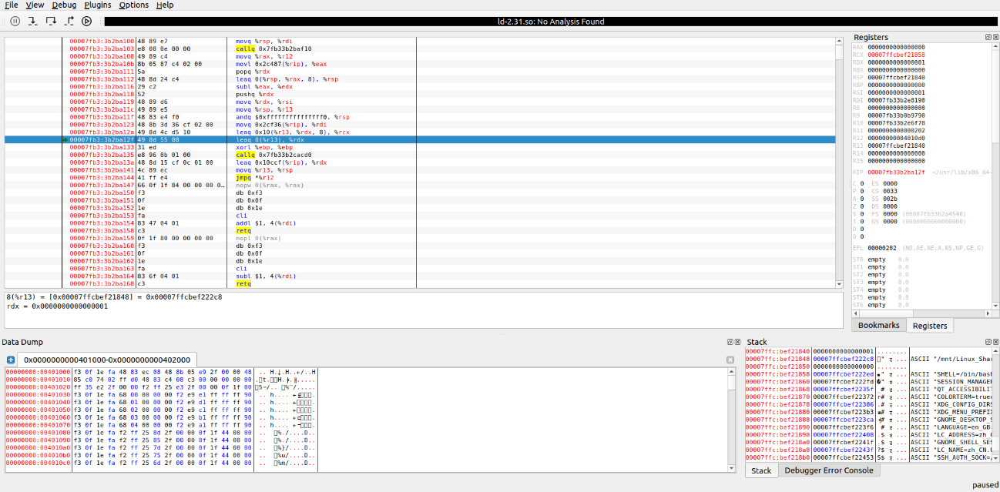 File View Debug Plugins Options Help
ld-2.31.so: No Analysis Found
00007fb3:3b2ba100 48 89 e7 movq %rsp, %rdi
00007fb3:3b2ba103 e8 08 0e 00 00 callq 0x7fb33b2baf10
00007fb3:3b2ba108 49 89 c4 movq %rax, %r12
00007fb3:3b2ba10b 8b 05 87 c4 02 00 movl 0x2c487(%rip), %eax
00007fb3:3b2ba111 5a popq %rdx
00007fb3:3b2ba112 48 8d 24 c4 leaq 0(%rsp, %rax, 8), %rsp
00007fb3:3b2ba116 29 c2 subl %eax, %edx
00007fb3:3b2ba118 52 pushq %rdx
00007fb3:3b2ba119 48 89 d6 movq %rdx, %rsi
00007fb3:3b2ba11c 49 89 e5 movq %rsp, %r13
00007fb3:3b2ba11f 48 83 e4 f0 andq $0xfffffffffffffff0, %rsp
00007fb3:3b2ba123 48 8b 3d 36 cf 02 00 movq 0x2cf36(%rip), %rdi
00007fb3:3b2ba12a 49 8d 4c d5 10 leaq 0x10(%r13, %rdx, 8), %rcx
00007fb3:3b2ba12f 49 8d 55 08 leaq 8(%r13), %rdx
00007fb3:3b2ba133 31 ed xorl %ebp, %ebp
00007fb3:3b2ba135 e8 96 0b 01 00 callq 0x7fb33b2cacd0
00007fb3:3b2ba13a 48 8d 15 cf 0c 01 00 leaq 0x10ccf(%rip), %rdx
00007fb3:3b2ba141 4c 89 ec movq %r13, %rsp
00007fb3:3b2ba144 41 ff e4 jmpq *%r12
00007fb3:3b2ba147 66 0f 1f 84 00 00 00 0… nopw 0(%rax, %rax)
00007fb3:3b2ba150 f3 db 0xf3
00007fb3:3b2ba151 0f db 0x0f
00007fb3:3b2ba152 1e db 0x1e
00007fb3:3b2ba153 fa cli
00007fb3:3b2ba154 83 47 04 01 addl $1, 4(%rdi)
00007fb3:3b2ba158 c3 retq
00007fb3:3b2ba159 0f 1f 80 00 00 00 00 nopl 0(%rax)
00007fb3:3b2ba160 f3 db 0xf3
00007fb3:3b2ba161 0f db 0x0f
00007fb3:3b2ba162 1e db 0x1e
00007fb3:3b2ba163 fa cli
00007fb3:3b2ba164 83 6f 04 01 subl $1, 4(%rdi)
00007fb3:3b2ba168 c3 retq
8(%r13) = [0x00007ffcbef21848] = 0x00007ffcbef222c8
rdx = 0x0000000000000001
Registers
RAX 0000000000000000
RCX 00007ffcbef21858
RDX 0000000000000001
RBX 0000000000000000
RSP 00007ffcbef21840
RBP 0000000000000000
RSI 0000000000000001
RDI 00007fb33b2e8190
R8 0000000000000000
R9 00007fb33b0b9790
R10 00007fb33b2e6f78
R11 0000000000000202
R12 00000000004010d0
R13 00007ffcbef21840
R14 0000000000000000
R15 0000000000000000
RIP 00007fb33b2ba12f </usr/lib/x86_64-
C 0 ES 0000
P 0 CS 0033
A 0 SS 002b
Z 0 DS 0000
S 0 FS 0000 (00007fb33b2a4540)
T 0 GS 0000 (0000000000000000)
D 0
O 0
EFL 00000202 (NO,AE,NE,A,NS,NP,GE,G)
ST0 empty 0.0
ST1 empty 0.0
ST2 empty 0.0
ST3 empty 0.0
ST4 empty 0.0
ST5 empty 0.0
ST6 empty 0.0
Bookmarks Registers
Data Dump
0x0000000000401000-0x0000000000402000
00000000:00401000 f3 0f 1e fa 48 83 ec 08 48 8b 05 e9 2f 00 00 48
00000000:00401010 85 c0 74 02 ff d0 48 83 c4 08 c3 00 00 00 00 00
00000000:00401020 ff 35 e2 2f 00 00 f2 ff 25 e3 2f 00 00 0f 1f 00
00000000:00401030 f3 0f 1e fa 68 00 00 00 00 f2 e9 e1 ff ff ff 90
00000000:00401040 f3 0f 1e fa 68 01 00 00 00 f2 e9 d1 ff ff ff 90
00000000:00401050 f3 0f 1e fa 68 02 00 00 00 f2 e9 c1 ff ff ff 90
00000000:00401060 f3 0f 1e fa 68 03 00 00 00 f2 e9 b1 ff ff ff 90
00000000:00401070 f3 0f 1e fa 68 04 00 00 00 f2 e9 a1 ff ff ff 90
00000000:00401080 f3 0f 1e fa f2 ff 25 8d 2f 00 00 0f 1f 44 00 00
00000000:00401090 f3 0f 1e fa f2 ff 25 85 2f 00 00 0f 1f 44 00 00
00000000:004010a0 f3 0f 1e fa f2 ff 25 7d 2f 00 00 0f 1f 44 00 00
00000000:004010b0 f3 0f 1e fa f2 ff 25 75 2f 00 00 0f 1f 44 00 00
00000000:004010c0 f3 0f 1e fa f2 ff 25 6d 2f 00 00 0f 1f 44 00 00
Stack
00007ffc:bef21840 0000000000000001
00007ffc:bef21848 00007ffcbef222c8 ASCII "/mnt/Linux_Sha
00007ffc:bef21850 0000000000000000
00007ffc:bef21858 00007ffcbef222ed ASCII "SHELL=/bin/bas
00007ffc:bef21860 00007ffcbef222fd ASCII "SESSION_MANAGE
00007ffc:bef21868 00007ffcbef2235f ASCII "QT_ACCESSIBILI
00007ffc:bef21870 00007ffcbef22372 ASCII "COLORTERM=true
00007ffc:bef21878 00007ffcbef22386 ASCII "XDG_CONFIG_DIRS
00007ffc:bef21880 00007ffcbef223b3 ASCII "XDG_MENU_PREFIX
00007ffc:bef21888 00007ffcbef223ca ASCII "GNOME_DESKTOP_S
00007ffc:bef21890 00007ffcbef223f6 ASCII "LANGUAGE=en_GB:
00007ffc:bef21898 00007ffcbef22408 ASCII "LC_ADDRESS=zh_C
00007ffc:bef218a0 00007ffcbef2241f ASCII "GNOME_SHELL_SES
00007ffc:bef218a8 00007ffcbef2243f ASCII "LC_NAME=zh_CN.U
00007ffc:bef218b0 00007ffcbef22453 ASCII "SSH_AUTH_SOCK=/
Stack Debugger Error Console
paused